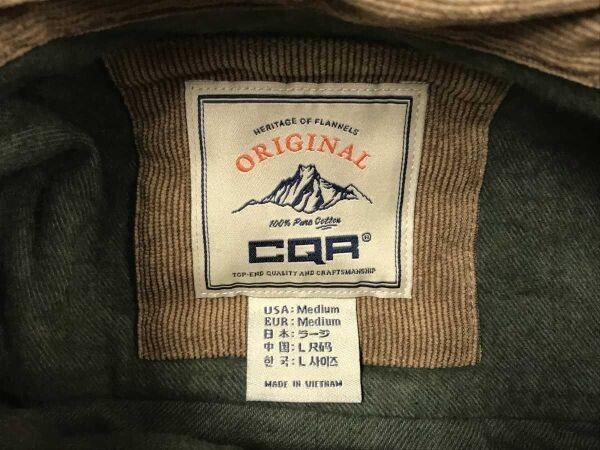 HERITAGE OF FLANNELS
ORIGINAL
100% Pure Cotton
CQR®
TOP-END QUALITY AND CRAFTSMANSHIP
USA: Medium
EUR: Medium
日本: ラージ
中国: L 尺码
한국: L 사이즈
MADE IN VIETNAM